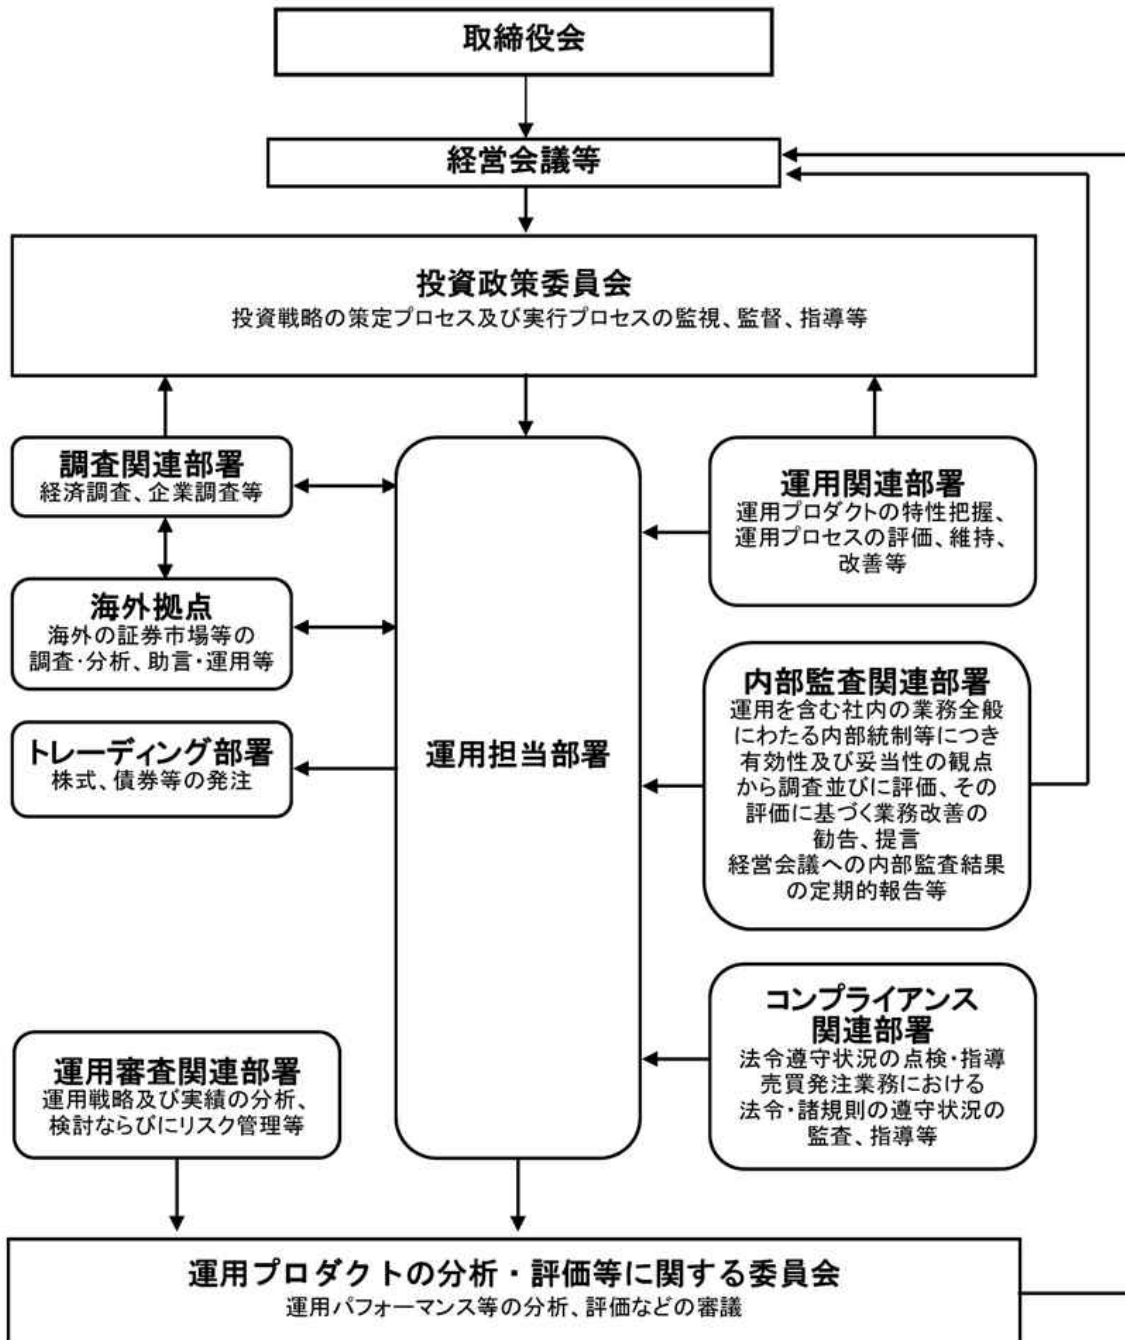 取締役会
経営会議等
投資政策委員会
投資戦略の策定プロセス及び実行プロセスの監視、監督、指導等
調査関連部署
経済調査、企業調査等
海外拠点
海外の証券市場等の
調査・分析、助言・運用等
トレーディング部署
株式、債券等の発注
運用担当部署
運用関連部署
運用プロダクトの特性把握、
運用プロセスの評価、維持、
改善等
内部監査関連部署
運用を含む社内の業務全般
にわたる内部統制等につき
有効性及び妥当性の観点
から調査並びに評価、その
評価に基づく業務改善の
勧告、提言
経営会議への内部監査結果
の定期的報告等
コンプライアンス
関連部署
法令遵守状況の点検・指導
売買発注業務における
法令・諸規則の遵守状況の
監査、指導等
運用審査関連部署
運用戦略及び実績の分析、
検討ならびにリスク管理等
運用プロダクトの分析・評価等に関する委員会
運用パフォーマンス等の分析、評価などの審議